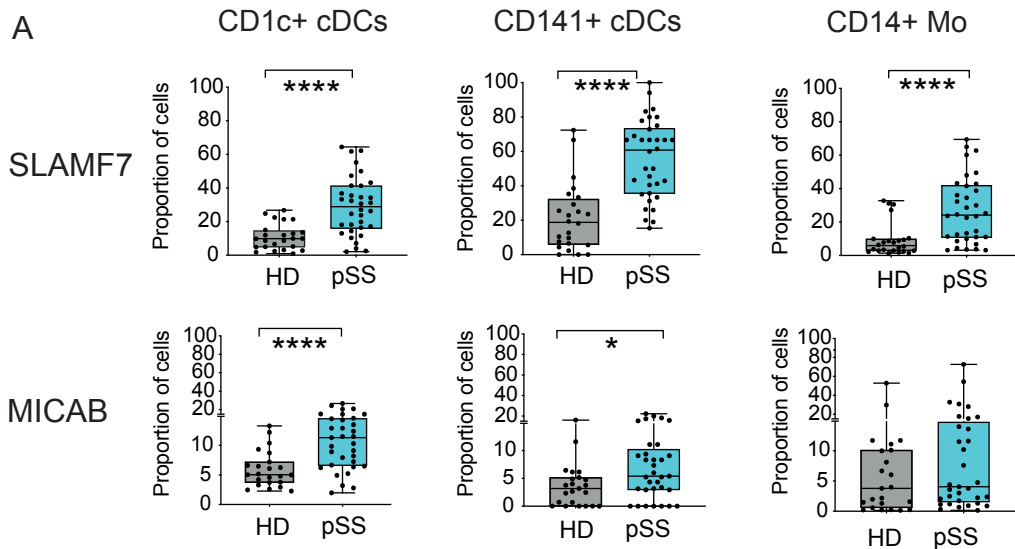 A
CD1c+ cDCs
CD141+ cDCs
CD14+ Mo
SLAMF7
Proportion of cells
100
80
60
40
20
0
****
HD
pSS
Proportion of cells
100
80
60
40
20
0
****
HD
pSS
Proportion of cells
100
80
60
40
20
0
****
HD
pSS
MICAB
Proportion of cells
100
80
60
40
20
10
5
0
****
HD
pSS
Proportion of cells
100
80
60
40
20
10
5
0
*
HD
pSS
Proportion of cells
100
80
60
40
20
10
5
0
HD
pSS